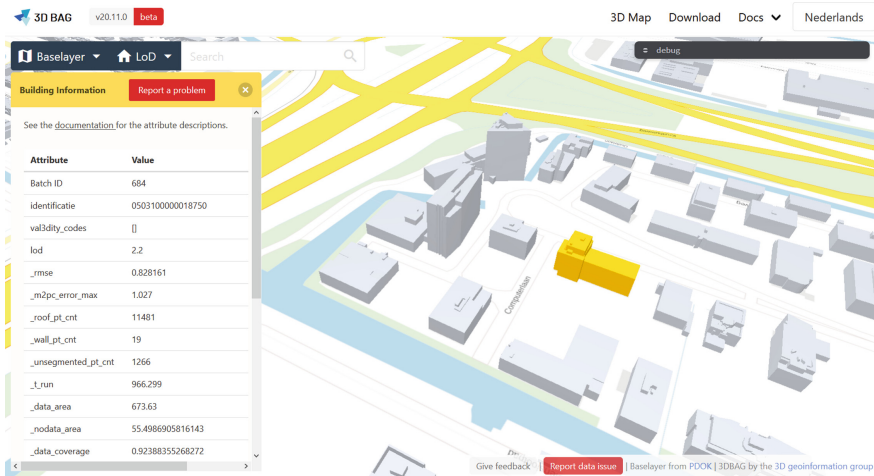 3D BAG v20.11.0 beta 3D Map Download Docs Nederlands
Baselayer LoD Search debug
Building Information Report a problem
See the documentation for the attribute descriptions.
Attribute Value
Batch ID 684
identificatie 0503100000018750
val3dity_codes []
lod 2.2
_rmse 0.828161
_m2pc_error_max 1.027
_roof_pt_cnt 11481
_wall_pt_cnt 19
_unsegmented_pt_cnt 1266
_t_run 966.299
_data_area 673.63
_nodata_area 55.4986905816143
_data_coverage 0.92388355268272
Computerlaan
Give feedback | Report data issue | Baselayer from PDOK | 3DBAG by the 3D geoinformation group